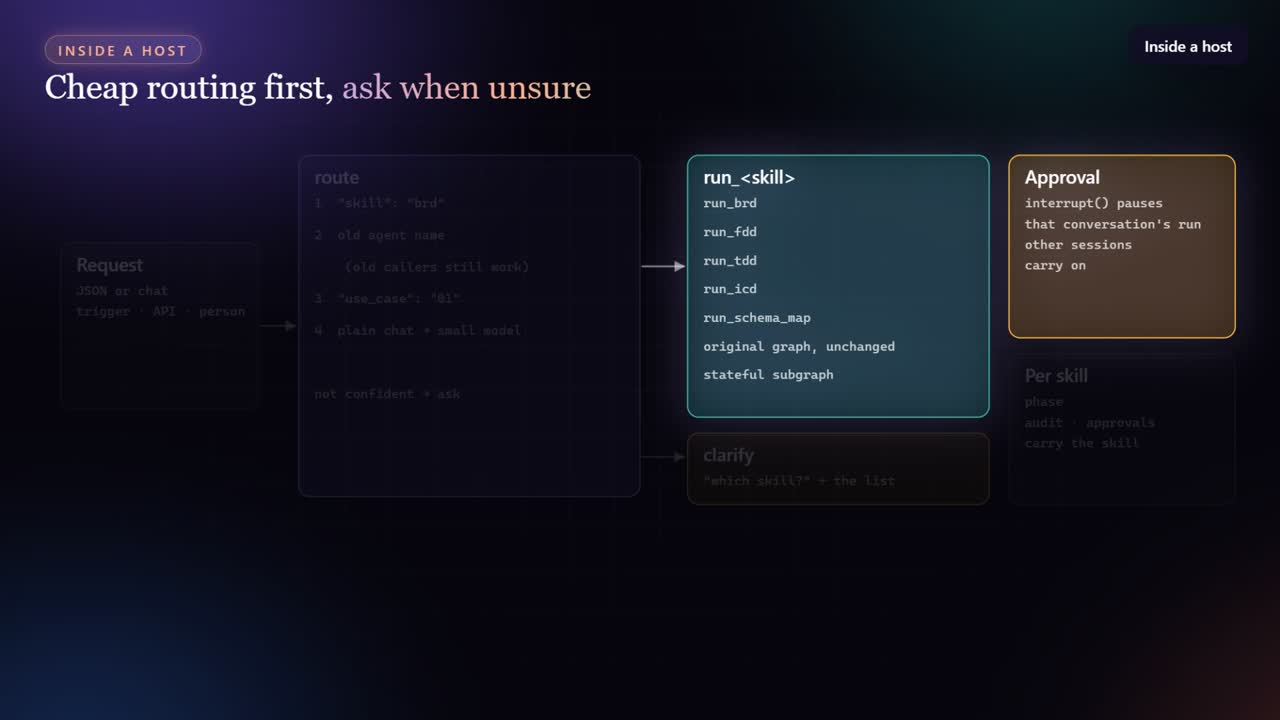 INSIDE A HOST
Inside a host
Cheap routing first, ask when unsure
Request
JSON or chat
trigger · API · person
route
1 "skill": "brd"
2 old agent name
(old callers still work)
3 "use_case": "01"
4 plain chat → small model
not confident → ask
run_<skill>
run_brd
run_fdd
run_tdd
run_icd
run_schema_map
original graph, unchanged
stateful subgraph
clarify
"which skill?" + the list
Approval
interrupt() pauses
that conversation's run
other sessions
carry on
Per skill
phase
audit · approvals
carry the skill